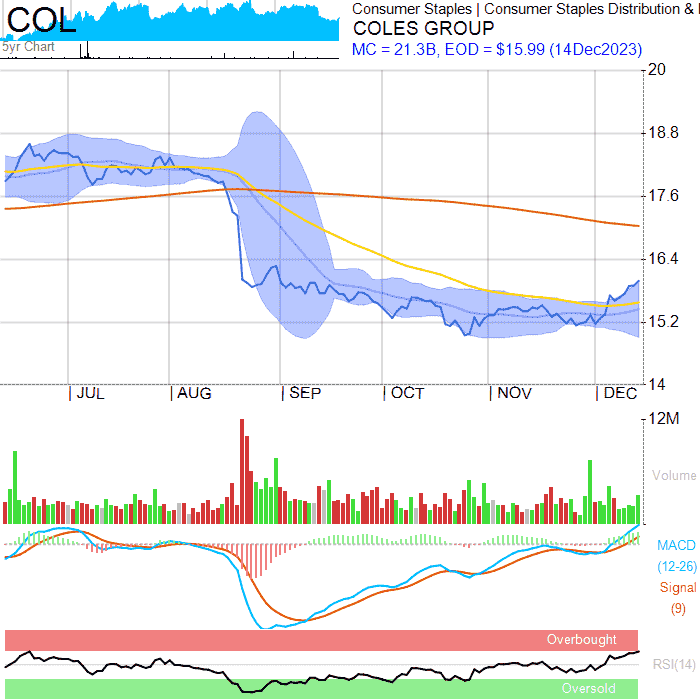 COL
5yr Chart
Consumer Staples | Consumer Staples Distribution &
COLES GROUP
MC = 21.3B, EOD = $15.99 (14Dec2023)
20
18.8
17.6
16.4
15.2
14
JUL
AUG
SEP
OCT
NOV
DEC
12M
Volume
MACD
(12-26)
Signal
(9)
Overbought
RSI(14)
Oversold